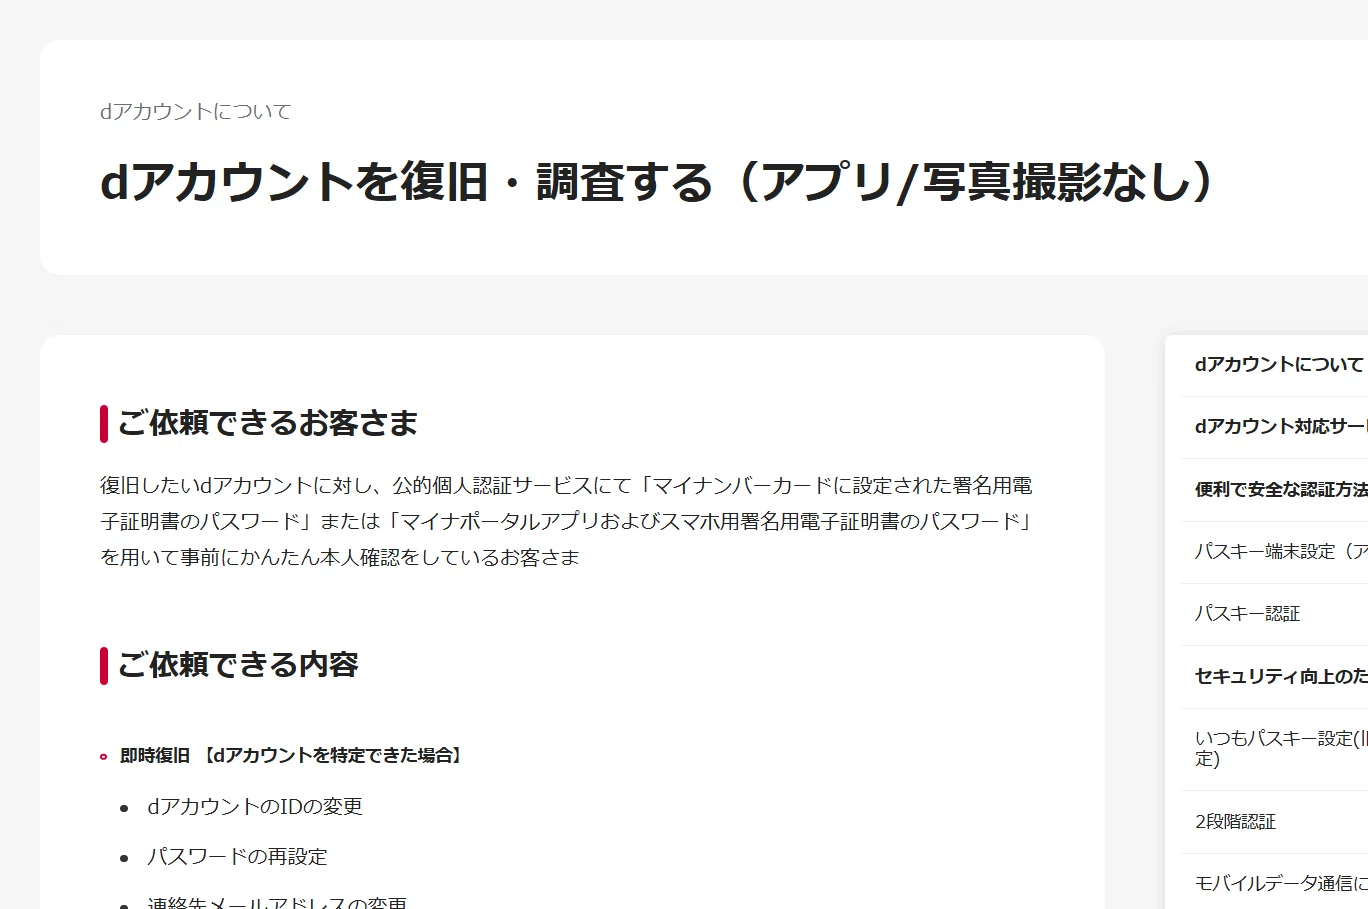 dアカウントについて
dアカウントを復旧・調査する（アプリ/写真撮影なし）
ご依頼できるお客さま
復旧したいdアカウントに対し、公的個人認証サービスにて「マイナンバーカードに設定された署名用電
子証明書のパスワード」または「マイナポータルアプリおよびスマホ用署名用電子証明書のパスワード」
を用いて事前にかんたん本人確認をしているお客さま
ご依頼できる内容
即時復旧 【dアカウントを特定できた場合】
dアカウントのIDの変更
パスワードの再設定
連絡先メールアドレスの変更
dアカウントについて
dアカウント対応サー
便利で安全な認証方法
パスキー端末設定（ア
パスキー認証
セキュリティ向上のた
いつもパスキー設定(旧
定)
2段階認証
モバイルデータ通信に